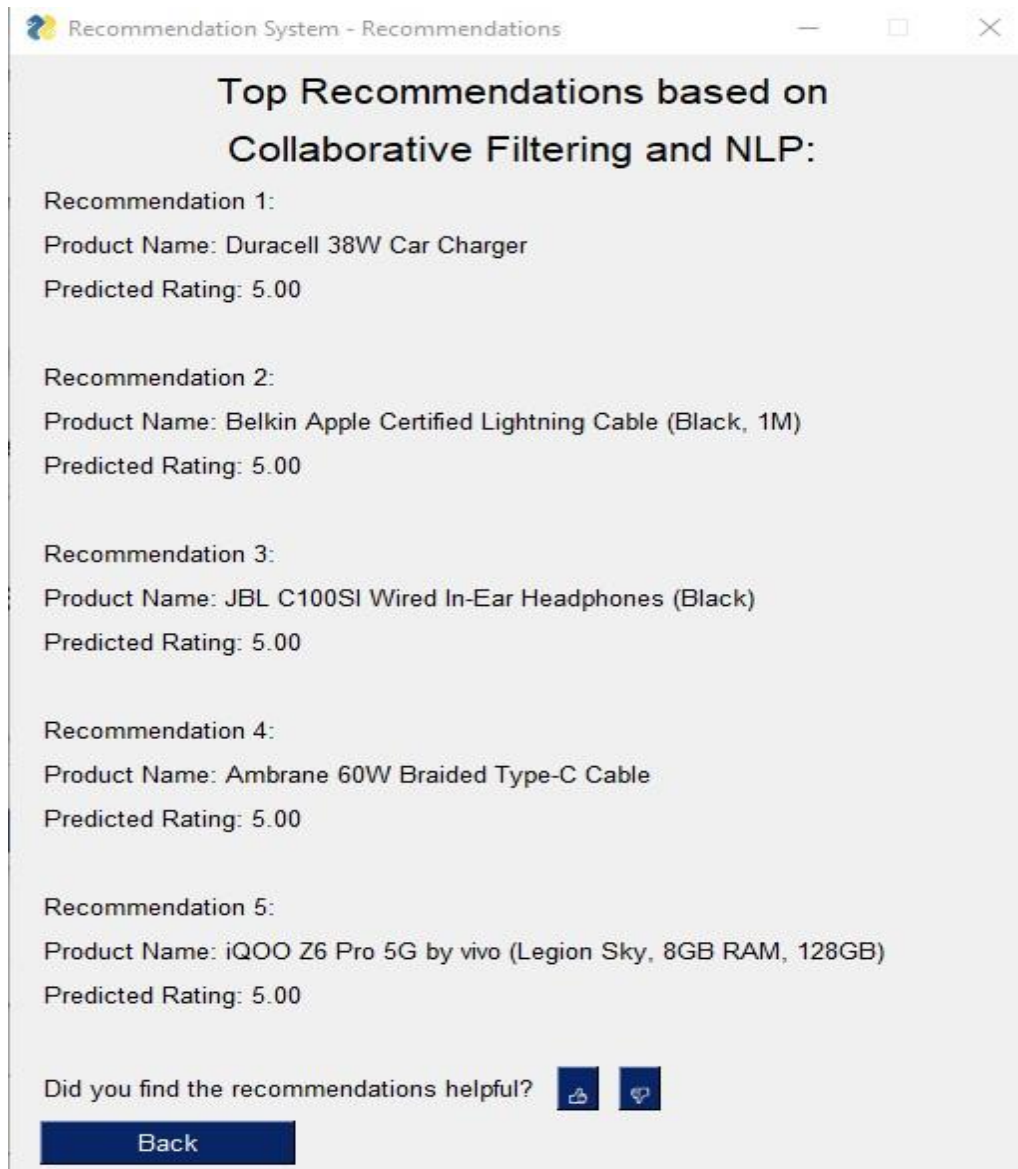 Recommendation System - Recommendations
Top Recommendations based on
Collaborative Filtering and NLP:
Recommendation 1:
Product Name: Duracell 38W Car Charger
Predicted Rating: 5.00
Recommendation 2:
Product Name: Belkin Apple Certified Lightning Cable (Black, 1M)
Predicted Rating: 5.00
Recommendation 3:
Product Name: JBL C100SI Wired In-Ear Headphones (Black)
Predicted Rating: 5.00
Recommendation 4:
Product Name: Ambrane 60W Braided Type-C Cable
Predicted Rating: 5.00
Recommendation 5:
Product Name: iQOO Z6 Pro 5G by vivo (Legion Sky, 8GB RAM, 128GB)
Predicted Rating: 5.00
Did you find the recommendations helpful?
Back